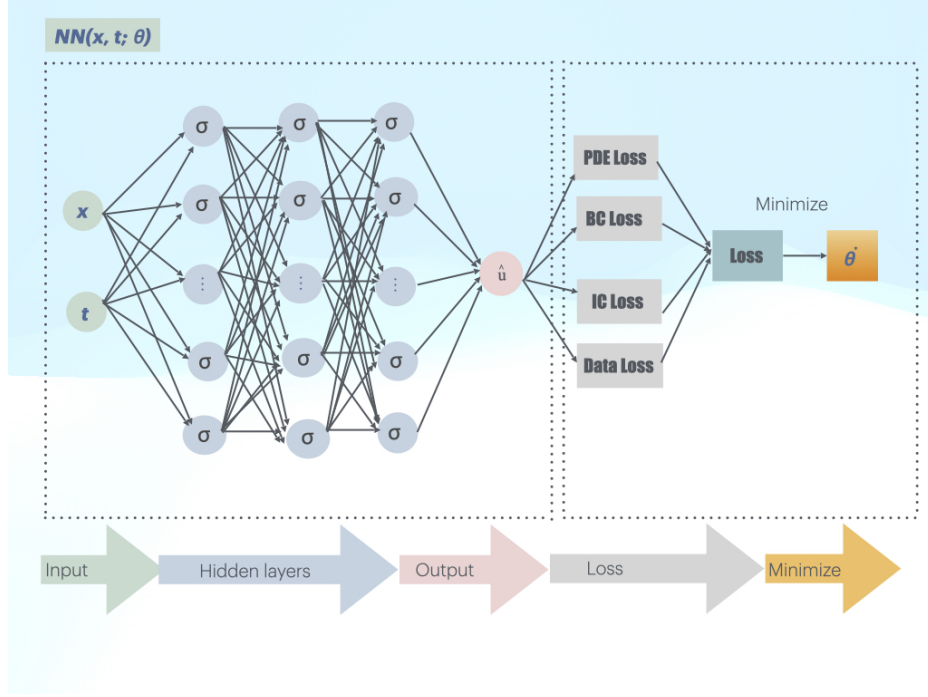 NN(x, t; θ)
σ σ σ
σ σ σ
x
⋮ ⋮ ⋮
t
σ σ σ
σ σ σ
û
PDE Loss
BC Loss
IC Loss
Data Loss
Loss
Minimize
θ̇
Input
Hidden layers
Output
Loss
Minimize